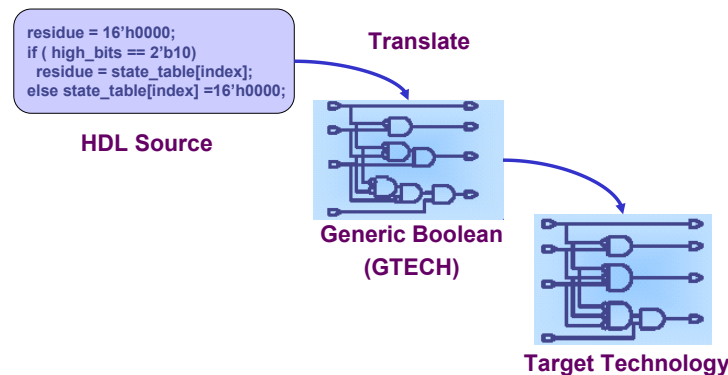 residue = 16’h0000;
if ( high_bits == 2’b10)
residue = state_table[index];
else state_table[index] =16’h0000;
Translate
HDL Source
Generic Boolean
(GTECH)
Target Technology